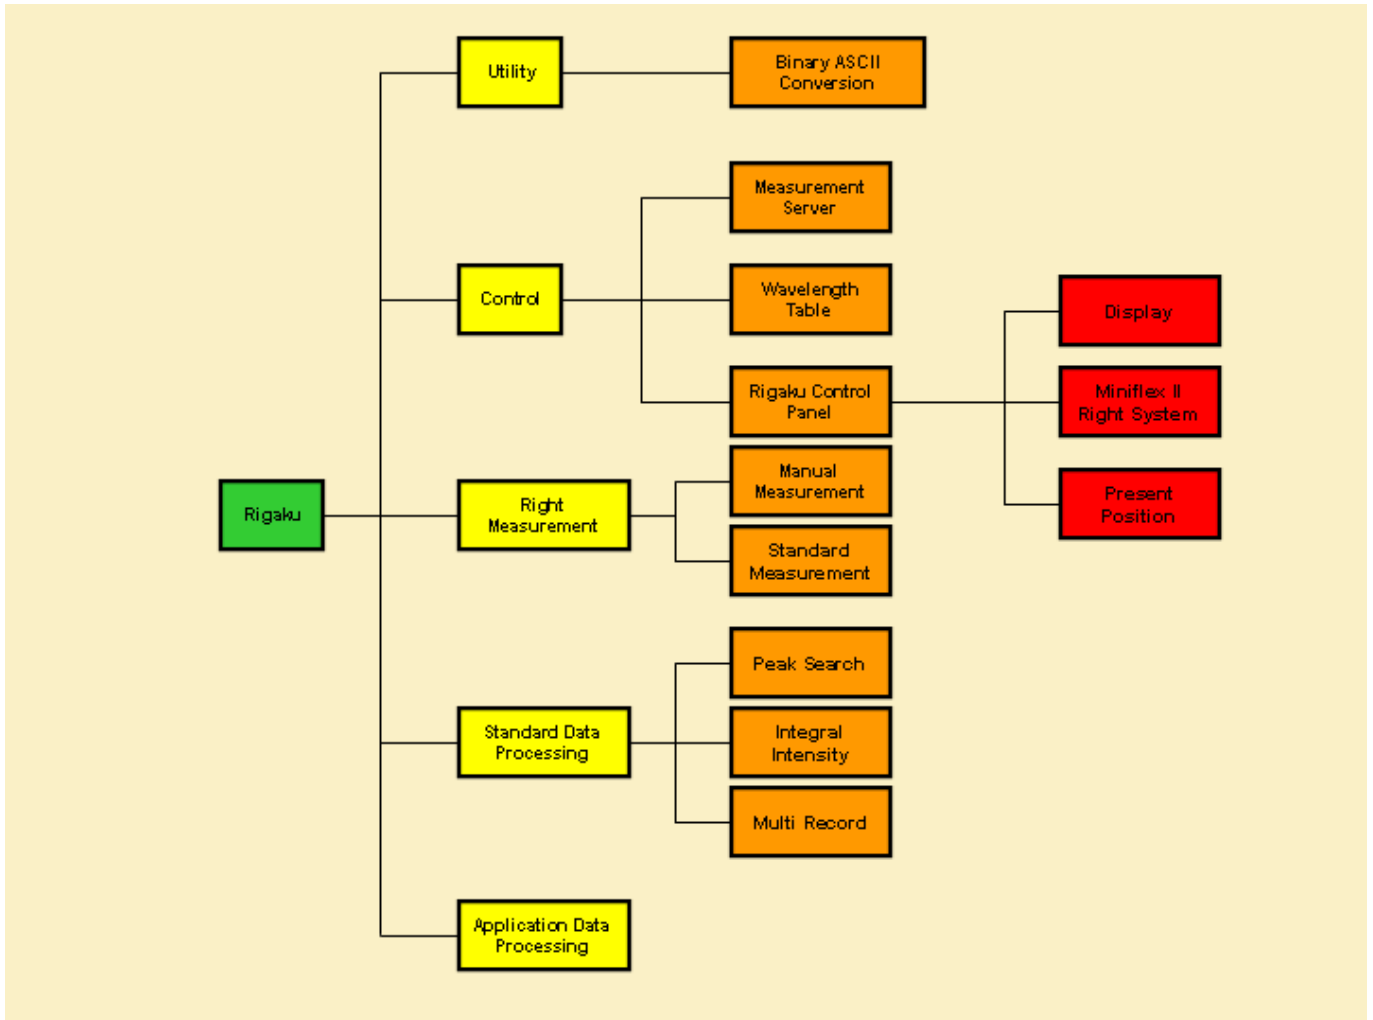 Utility
Binary ASCII
Conversion
Measurement
Server
Control
Wavelength
Table
Display
Rigaku Control
Panel
Miniflex II
Right System
Manual
Measurement
Present
Position
Rigaku
Right
Measurement
Standard
Measurement
Peak Search
Standard Data
Processing
Integral
Intensity
Multi Record
Application Data
Processing